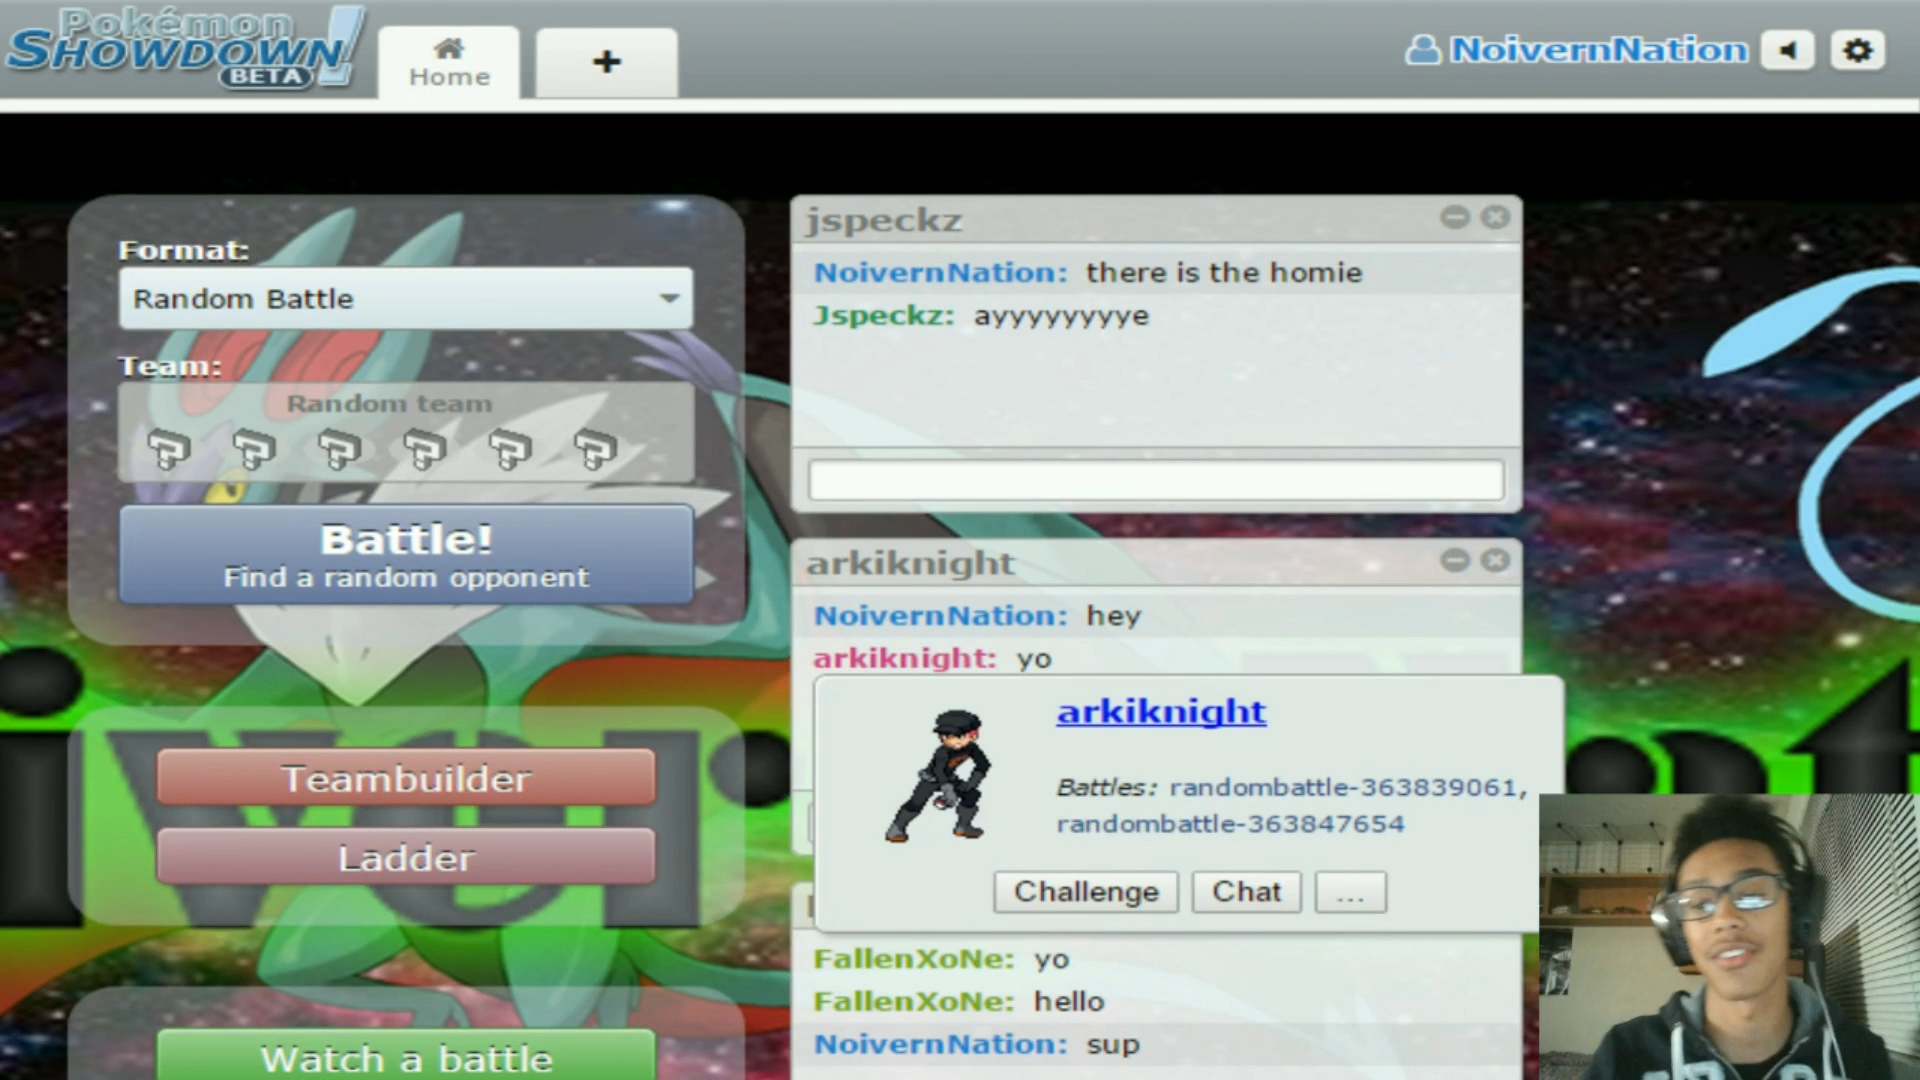 Pokémon
SHOWDOWN!
BETA
Home
+
NoivernNation
Format:
Random Battle
Team:
Random team
? ? ? ? ? ?
Battle!
Find a random opponent
Teambuilder
Ladder
Watch a battle
jspeckz
NoivernNation: there is the homie
Jspeckz: ayyyyyyyye
arkiknight
NoivernNation: hey
arkiknight: yo
arkiknight
Battles: randombattle-363839061,
randombattle-363847654
Challenge
Chat
...
FallenXoNe: yo
FallenXoNe: hello
NoivernNation: sup